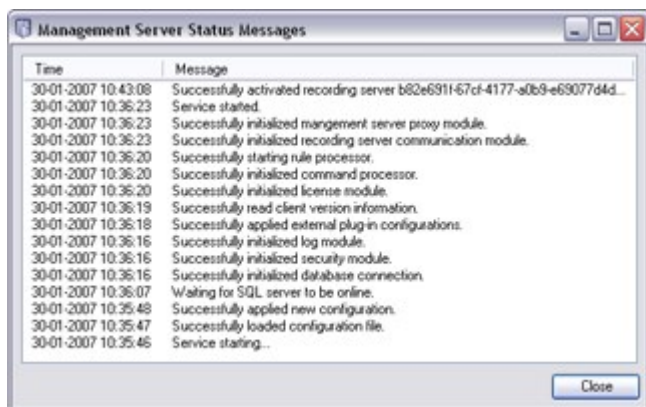 Management Server Status Messages
Time Message
30-01-2007 10:43:08 Successfully activated recording server b82e691f-67cf-4177-a0b9-e69077d4d...
30-01-2007 10:36:23 Service started.
30-01-2007 10:36:23 Successfully initialized mangement server proxy module.
30-01-2007 10:36:23 Successfully initialized recording server communication module.
30-01-2007 10:36:20 Successfully starting rule processor.
30-01-2007 10:36:20 Successfully initialized command processor.
30-01-2007 10:36:20 Successfully initialized license module.
30-01-2007 10:36:19 Successfully read client version information.
30-01-2007 10:36:18 Successfully applied external plug-in configurations.
30-01-2007 10:36:16 Successfully initialized log module.
30-01-2007 10:36:16 Successfully initialized security module.
30-01-2007 10:36:16 Successfully initialized database connection.
30-01-2007 10:36:07 Waiting for SQL server to be online.
30-01-2007 10:35:48 Successfully applied new configuration.
30-01-2007 10:35:47 Successfully loaded configuration file.
30-01-2007 10:35:46 Service starting...
Close